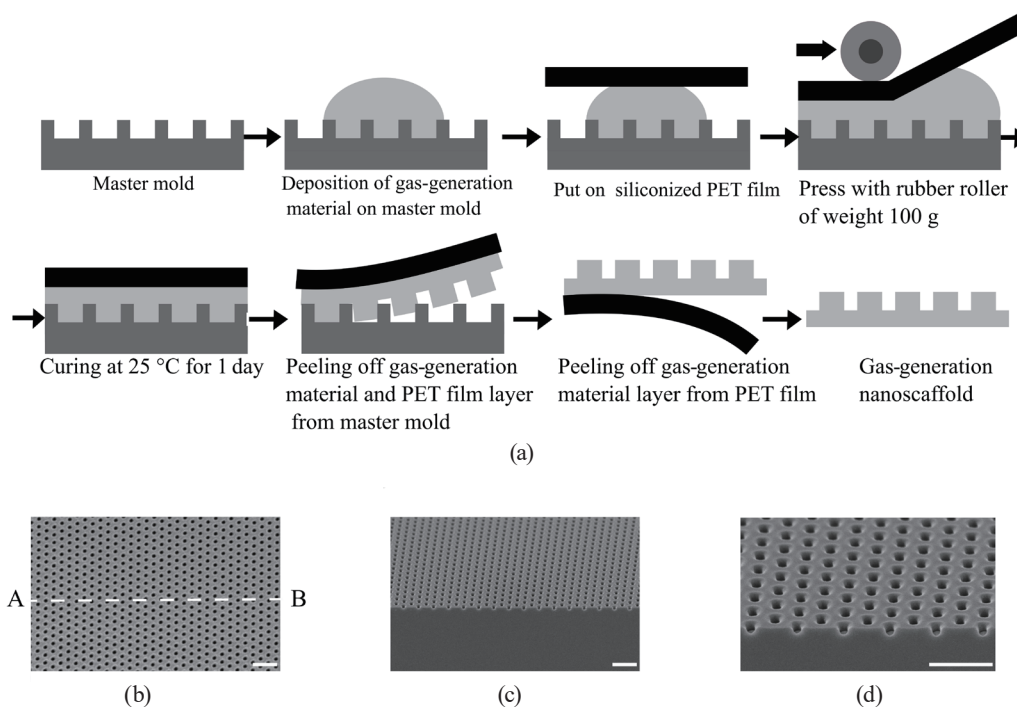 Master mold
Deposition of gas-generation
material on master mold
Put on siliconized PET film
Press with rubber roller
of weight 100 g
Curing at 25 °C for 1 day
Peeling off gas-generation
material and PET film layer
from master mold
Peeling off gas-generation
material layer from PET film
Gas-generation
nanoscaffold
(a)
A
B
(b)
(c)
(d)